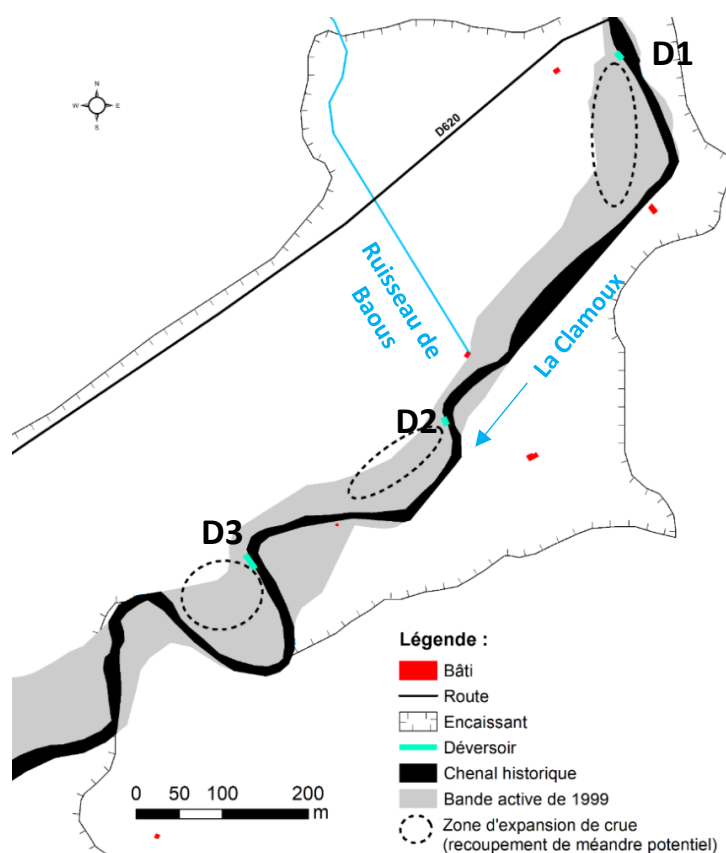 D1
N
W E
S
D620
Ruisseau de
Baous
La Clamoux
D2
D3
Légende :
Bâti
Route
Encaissant
Déversoir
Chenal historique
Bande active de 1999
Zone d'expansion de crue
(recoupement de méandre potentiel)
0 50 100 200
m